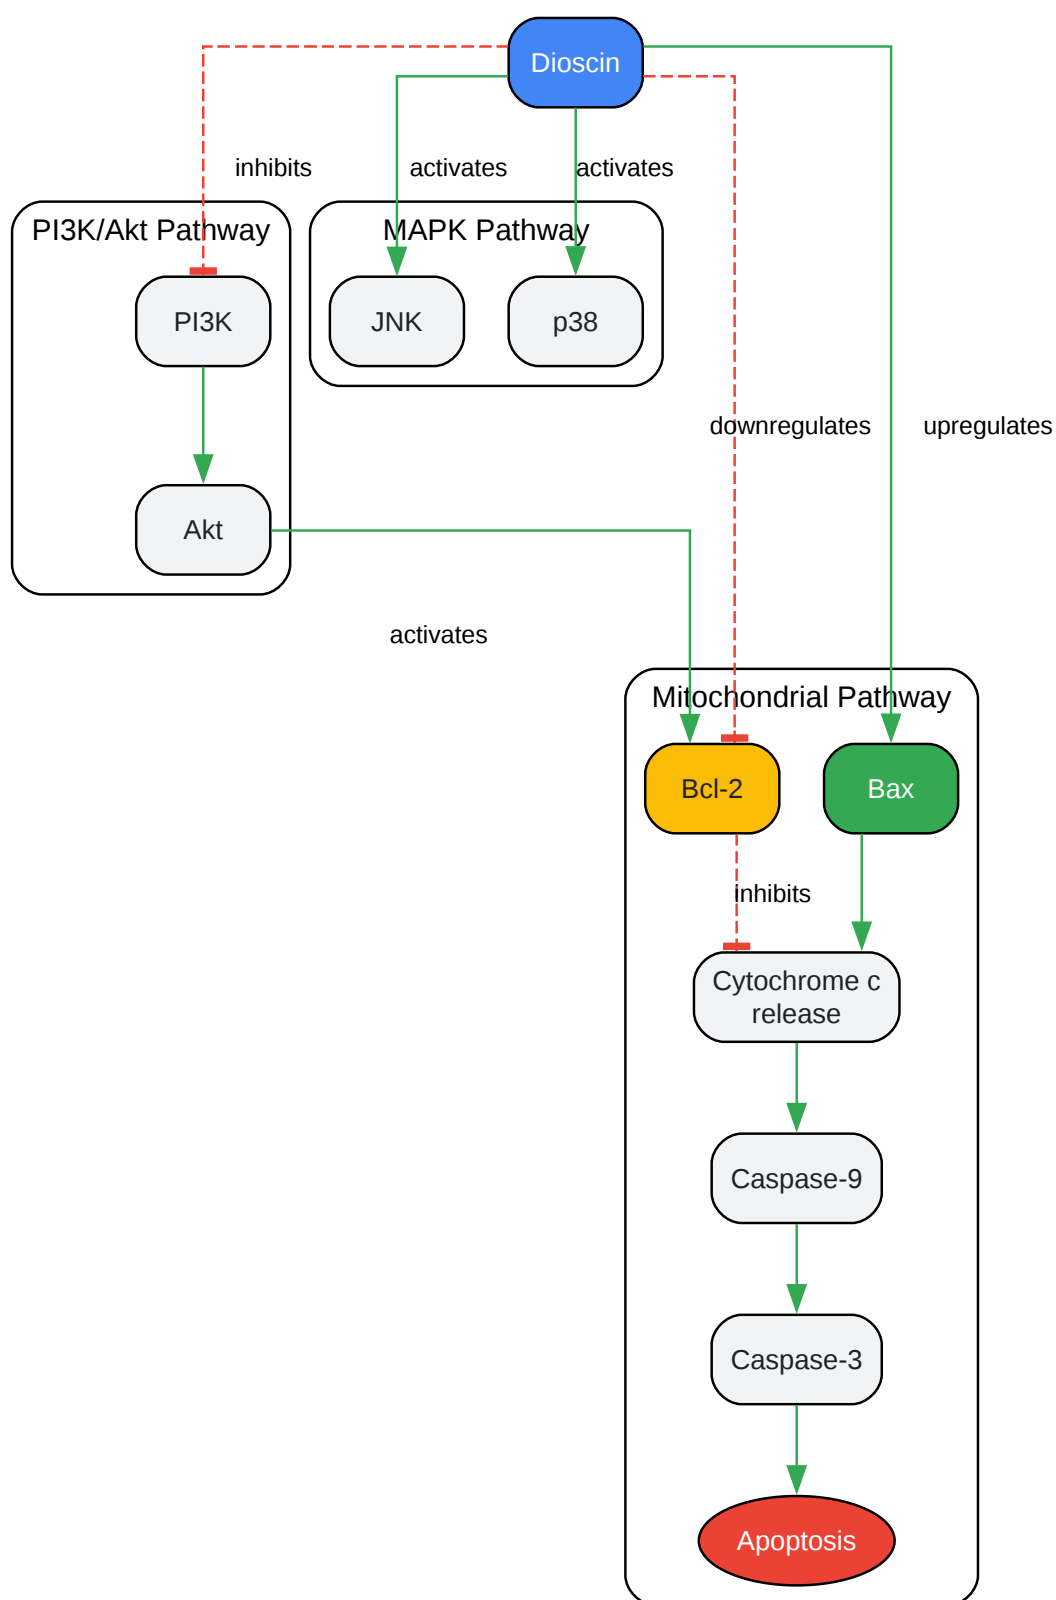 Dioscin
inhibits
activates
activates
PI3K/Akt Pathway
MAPK Pathway
PI3K
JNK
p38
downregulates
upregulates
Akt
activates
Mitochondrial Pathway
Bcl-2
Bax
inhibits
Cytochrome c
release
Caspase-9
Caspase-3
Apoptosis